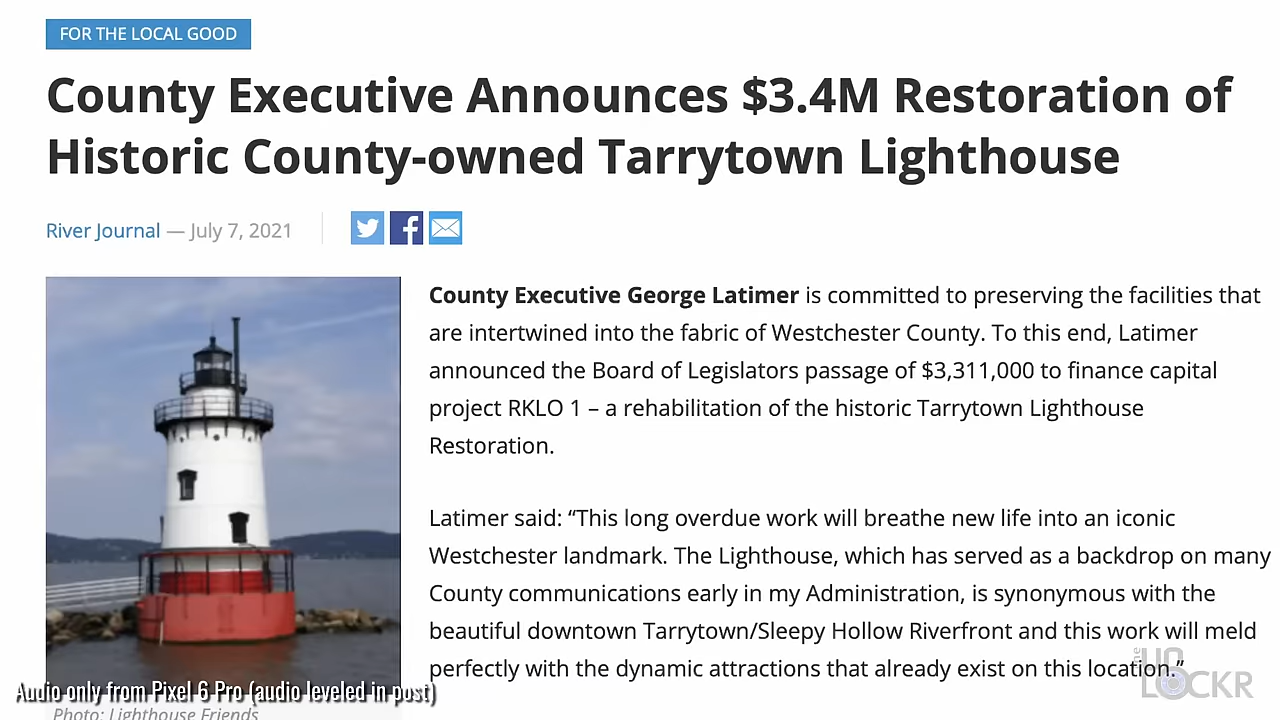 FOR THE LOCAL GOOD
County Executive Announces $3.4M Restoration of
Historic County-owned Tarrytown Lighthouse
River Journal — July 7, 2021
County Executive George Latimer is committed to preserving the facilities that
are intertwined into the fabric of Westchester County. To this end, Latimer
announced the Board of Legislators passage of $3,311,000 to finance capital
project RKLO 1 – a rehabilitation of the historic Tarrytown Lighthouse
Restoration.
Latimer said: “This long overdue work will breathe new life into an iconic
Westchester landmark. The Lighthouse, which has served as a backdrop on many
County communications early in my Administration, is synonymous with the
beautiful downtown Tarrytown/Sleepy Hollow Riverfront and this work will meld
perfectly with the dynamic attractions that already exist on this location.”
Audio only from Pixel 6 Pro (audio leveled in post)
Photo: Lighthouse Friends
the UNLOCKR